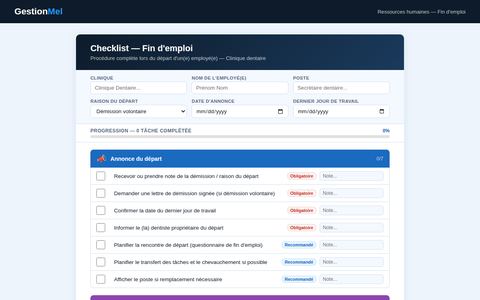 GestionMel
Ressources humaines — Fin d'emploi
Checklist — Fin d'emploi
Procédure complète lors du départ d'un(e) employé(e) — Clinique dentaire
CLINIQUE
NOM DE L'EMPLOYÉ(E)
POSTE
Clinique Dentaire...
Prénom Nom
Secrétaire dentaire...
RAISON DU DÉPART
DATE D'ANNONCE
DERNIER JOUR DE TRAVAIL
Démission volontaire
mm/dd/yyyy
mm/dd/yyyy
PROGRESSION — 0 TÂCHE COMPLÉTÉE
0%
Annonce du départ
0/7
Recevoir ou prendre note de la démission / raison du départ
Obligatoire
Note...
Demander une lettre de démission signée (si démission volontaire)
Obligatoire
Note...
Confirmer la date du dernier jour de travail
Obligatoire
Note...
Informer le (la) dentiste propriétaire du départ
Obligatoire
Note...
Planifier la rencontre de départ (questionnaire de fin d'emploi)
Recommandé
Note...
Planifier le transfert des tâches et le chevauchement si possible
Recommandé
Note...
Afficher le poste si remplacement nécessaire
Recommandé
Note...